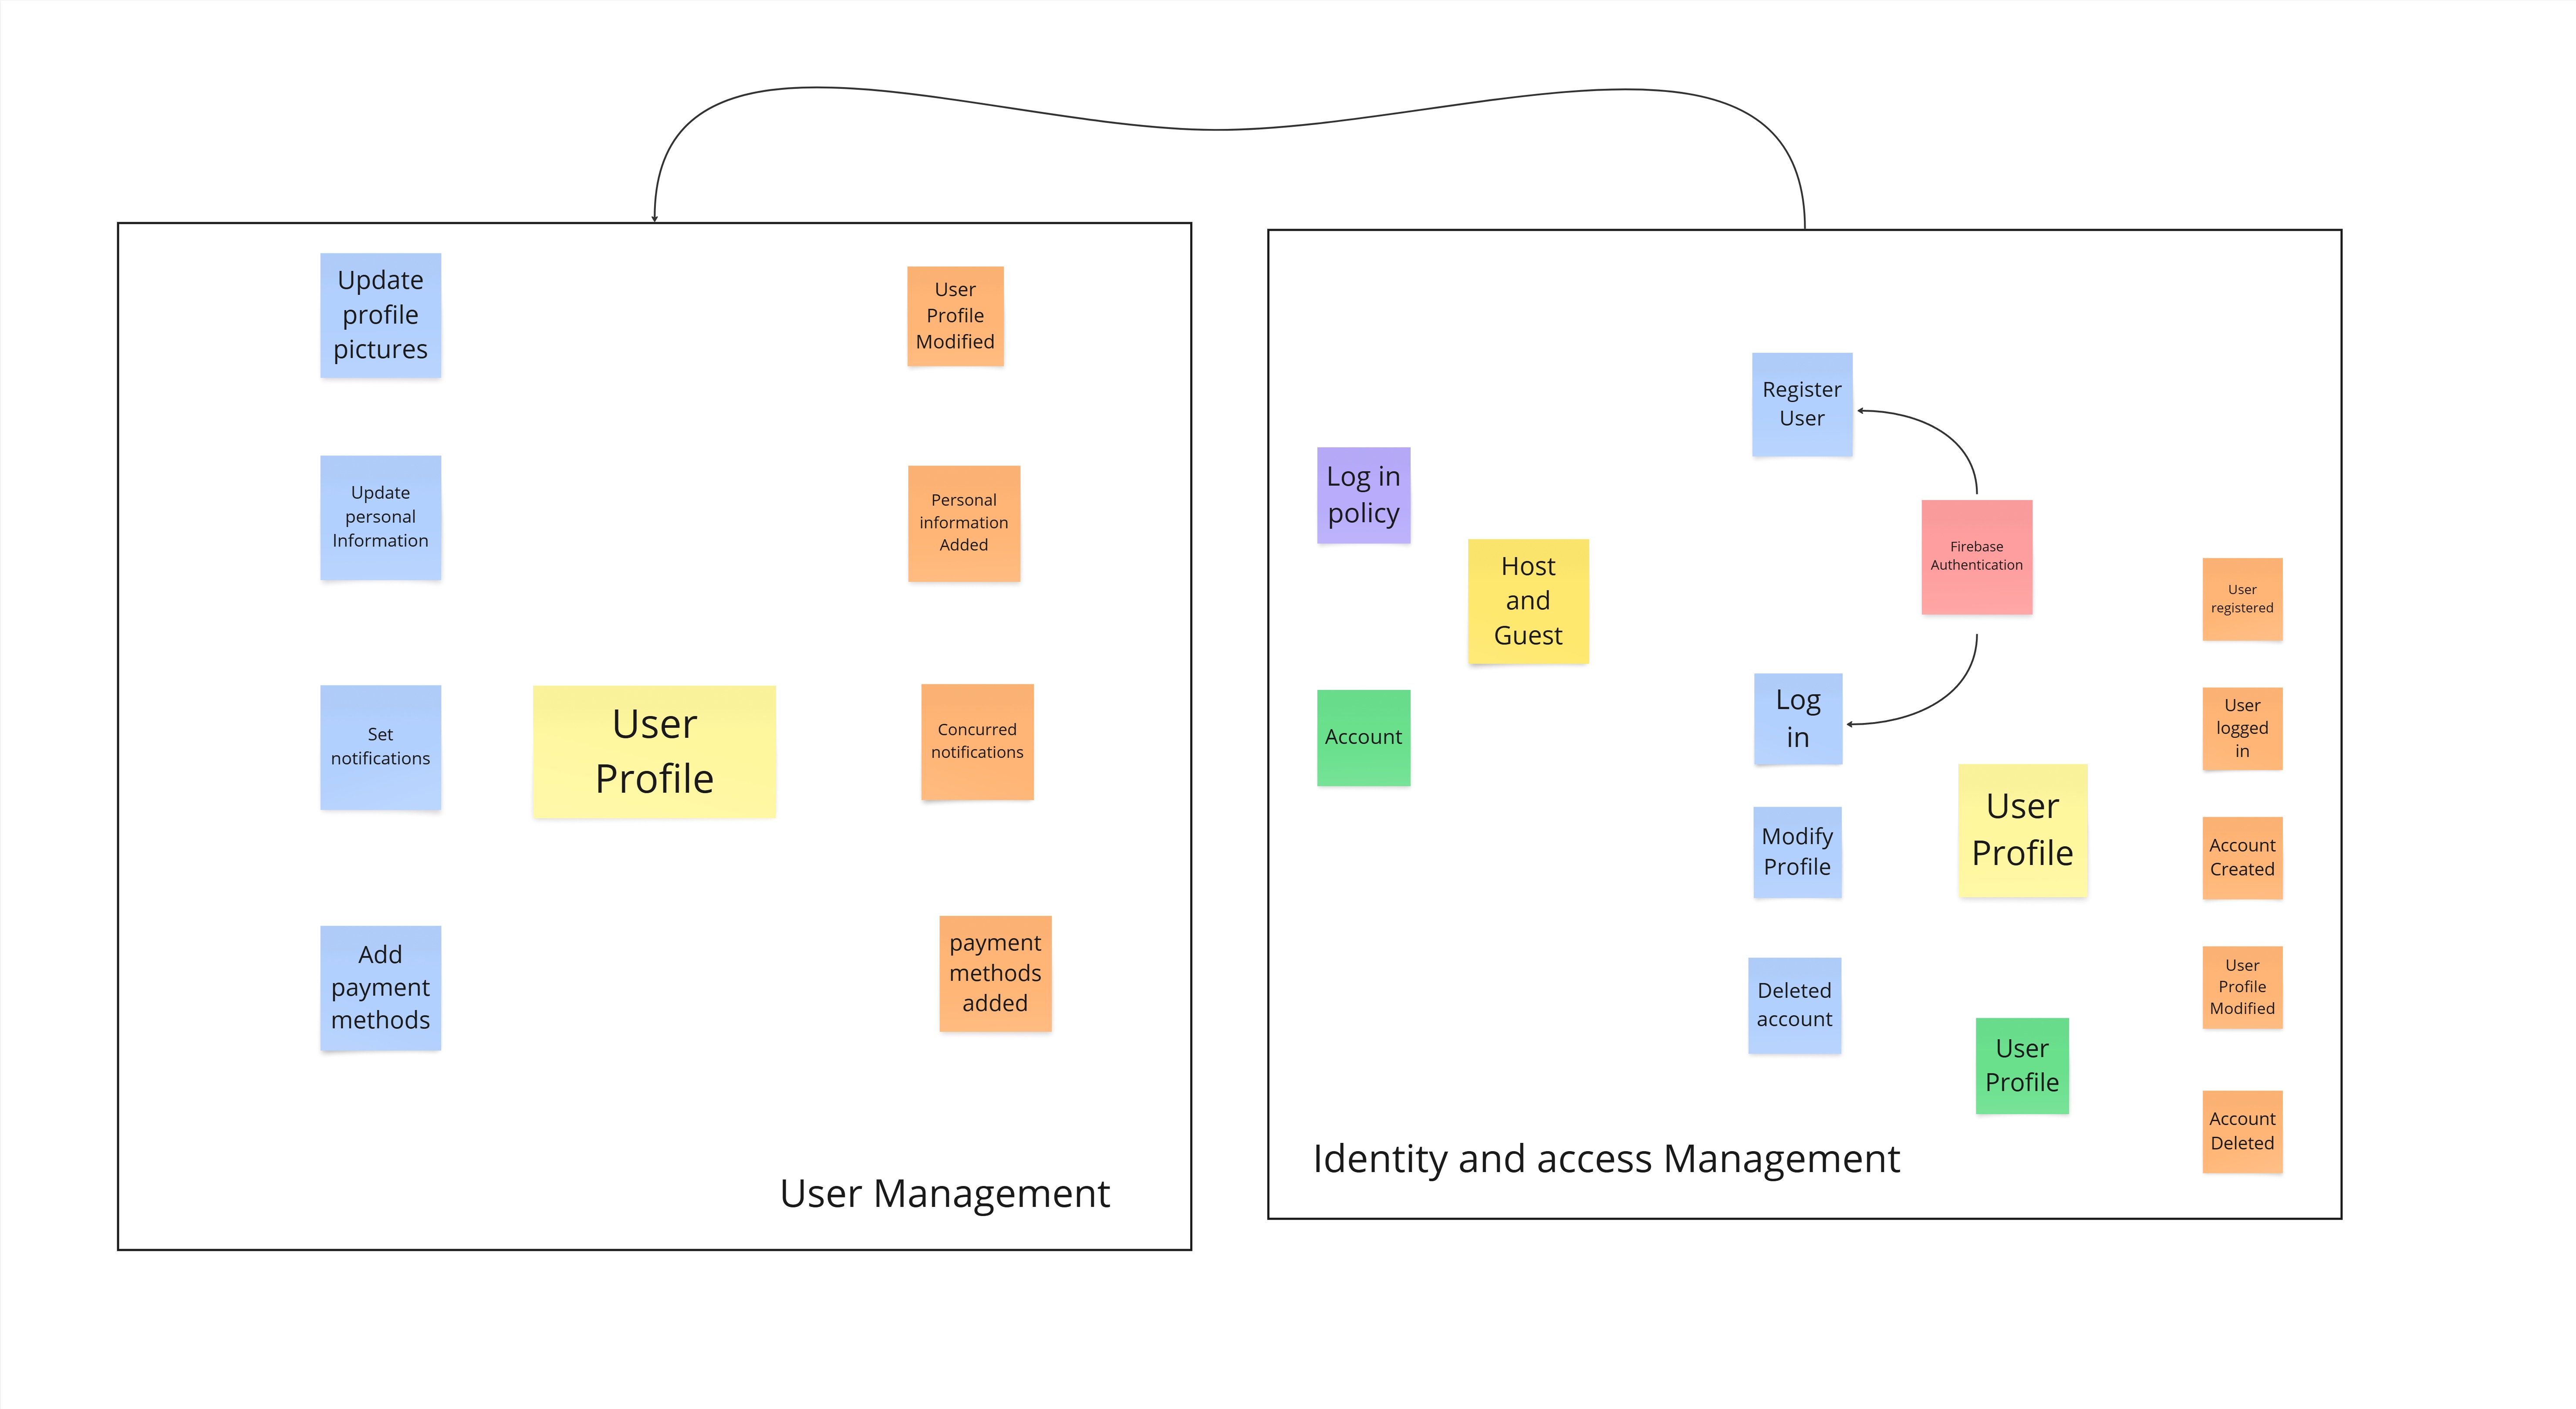 Update
profile
pictures
User
Profile
Modified
Update
personal
Information
Personal
information
Added
Set
notifications
User
Profile
Concurred
notifications
Add
payment
methods
payment
methods
added
User Management
Register
User
Log in
policy
Host
and
Guest
Firebase
Authentication
User
registered
Account
Log
in
User
logged
in
Modify
Profile
User
Profile
Account
Created
Deleted
account
User
Profile
Modified
User
Profile
Account
Deleted
Identity and access Management